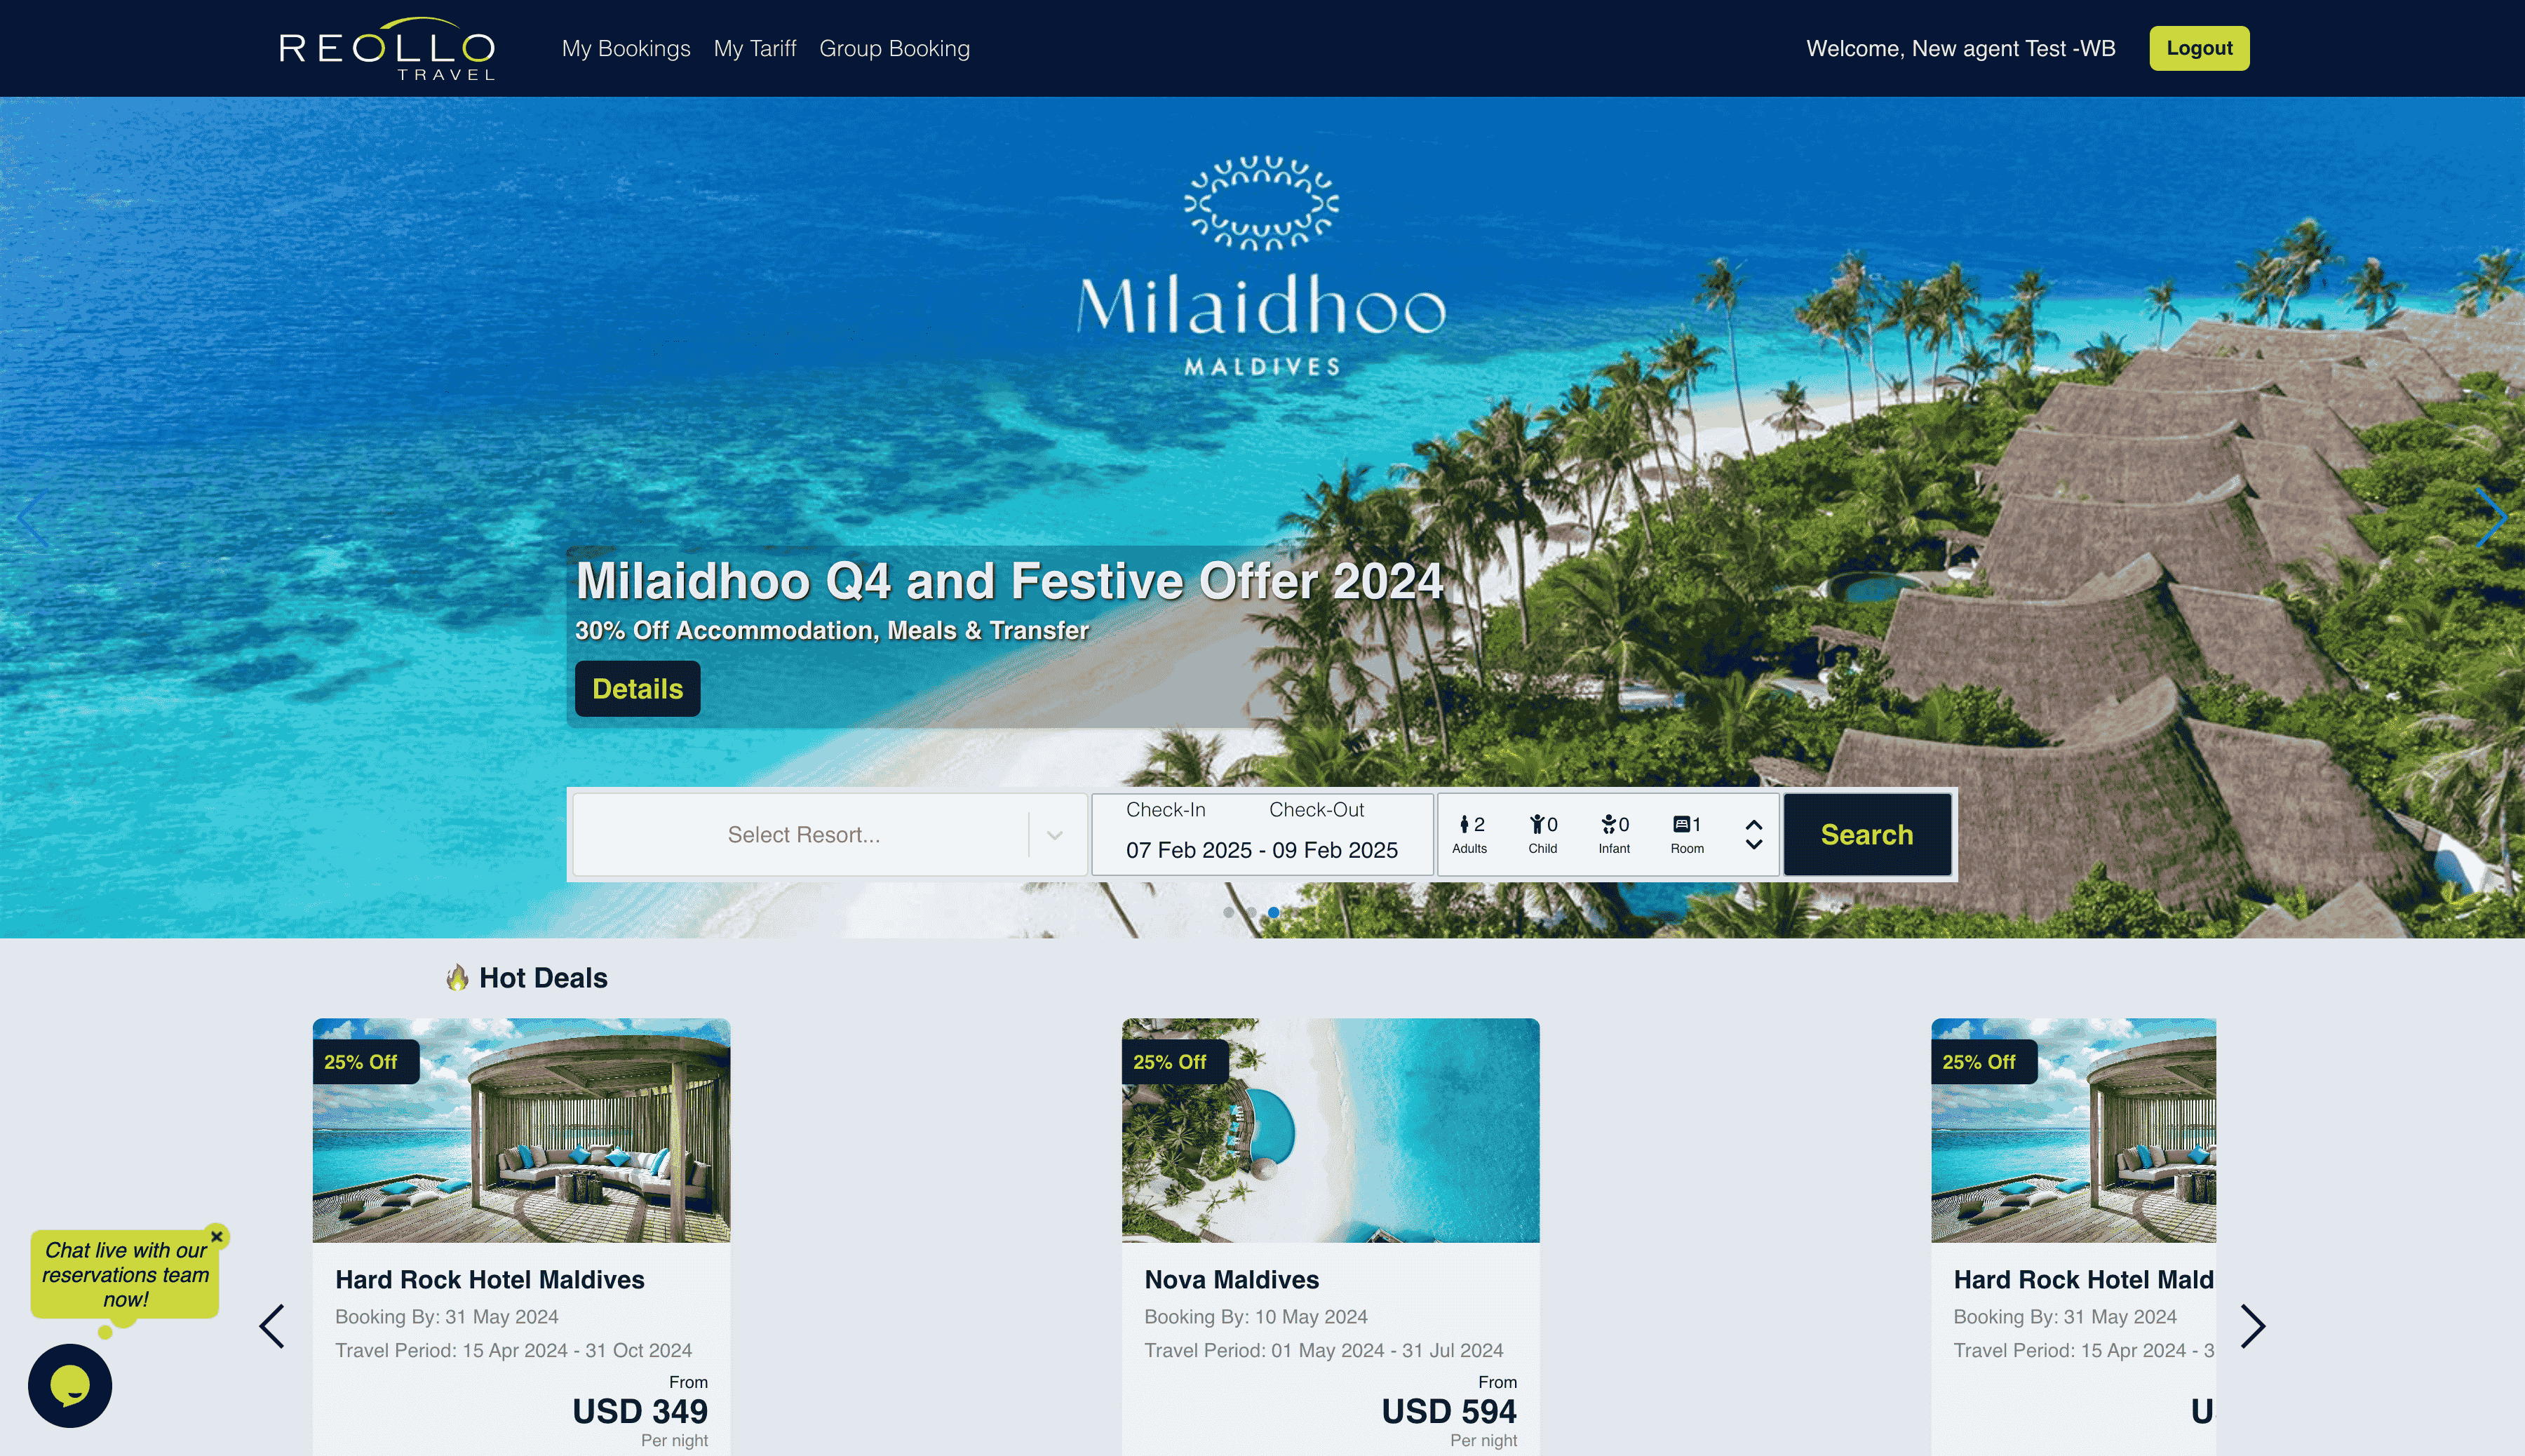 REOLLO
TRAVEL
My Bookings My Tariff Group Booking
Welcome, New agent Test -WB
Logout
Milaidhoo
MALDIVES
Milaidhoo Q4 and Festive Offer 2024
30% Off Accommodation, Meals & Transfer
Details
Select Resort...
Check-In Check-Out
07 Feb 2025 - 09 Feb 2025
2 0 0 1
Adults Child Infant Room
Search
Hot Deals
25% Off
Hard Rock Hotel Maldives
Booking By: 31 May 2024
Travel Period: 15 Apr 2024 - 31 Oct 2024
From
USD 349
Per night
25% Off
Nova Maldives
Booking By: 10 May 2024
Travel Period: 01 May 2024 - 31 Jul 2024
From
USD 594
Per night
25% Off
Hard Rock Hotel Mald
Booking By: 31 May 2024
Travel Period: 15 Apr 2024 - 3
U
Chat live with our
reservations team
now!